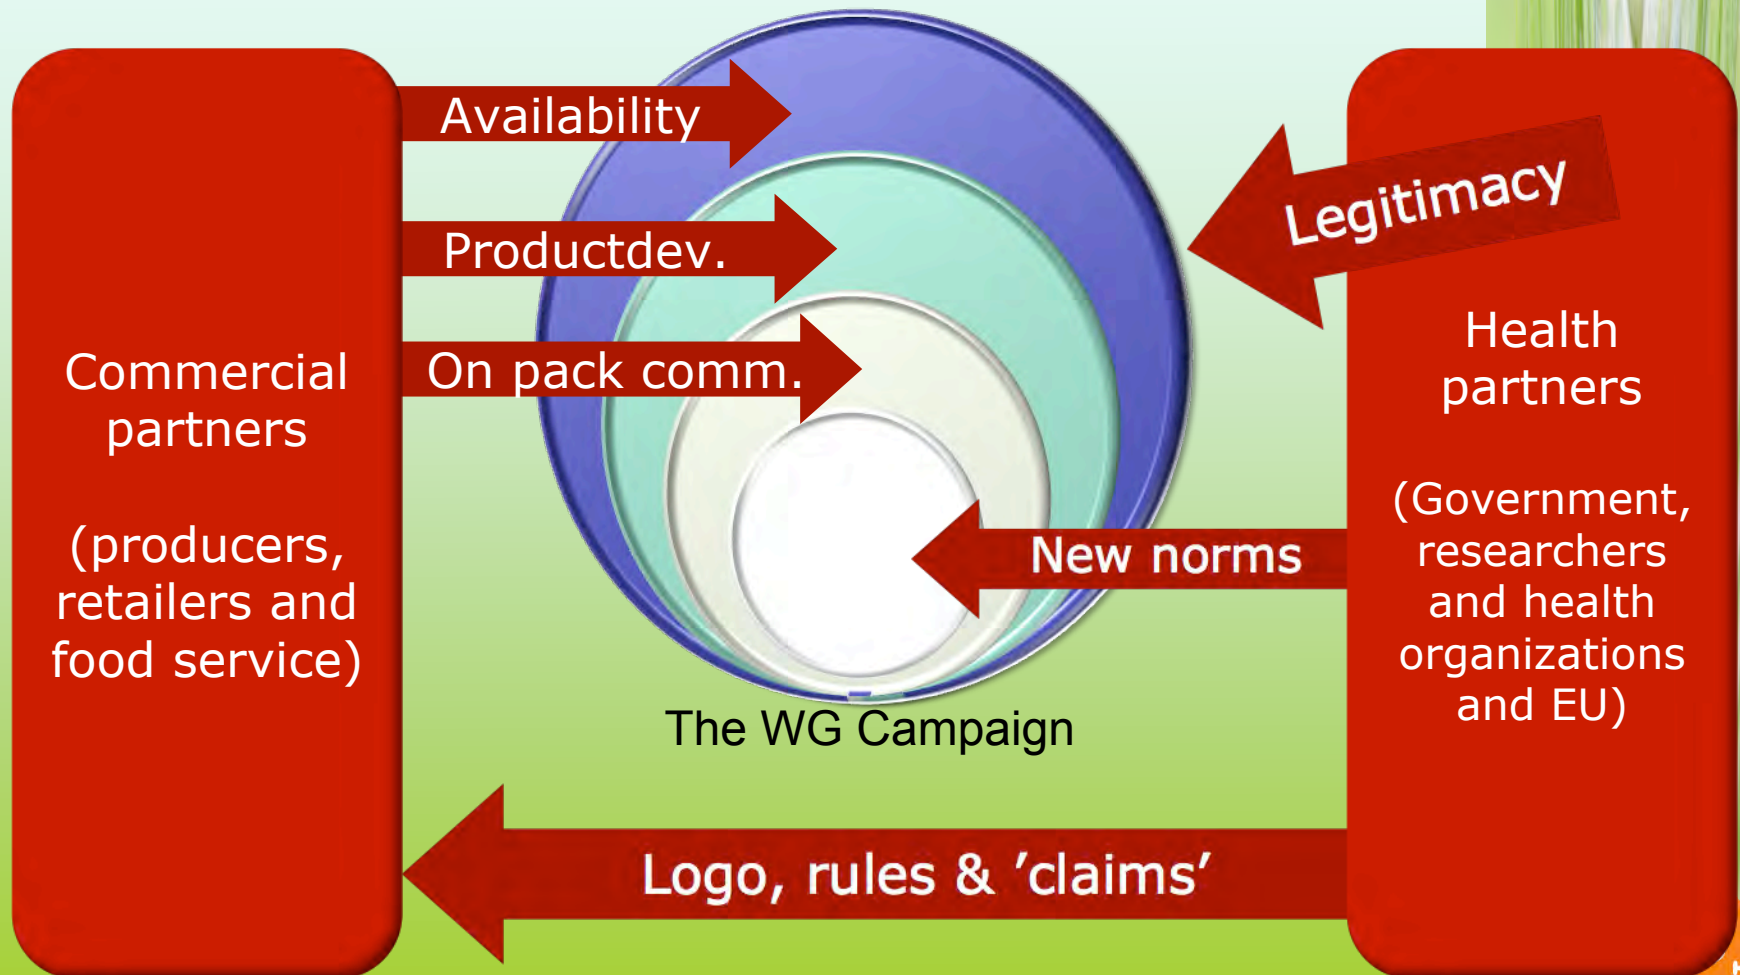 Commercial
partners
(producers,
retailers and
food service)
Availability
Productdev.
On pack comm.
The WG Campaign
Legitimacy
New norms
Logo, rules & ’claims’
Health
partners
(Government,
researchers
and health
organizations
and EU)